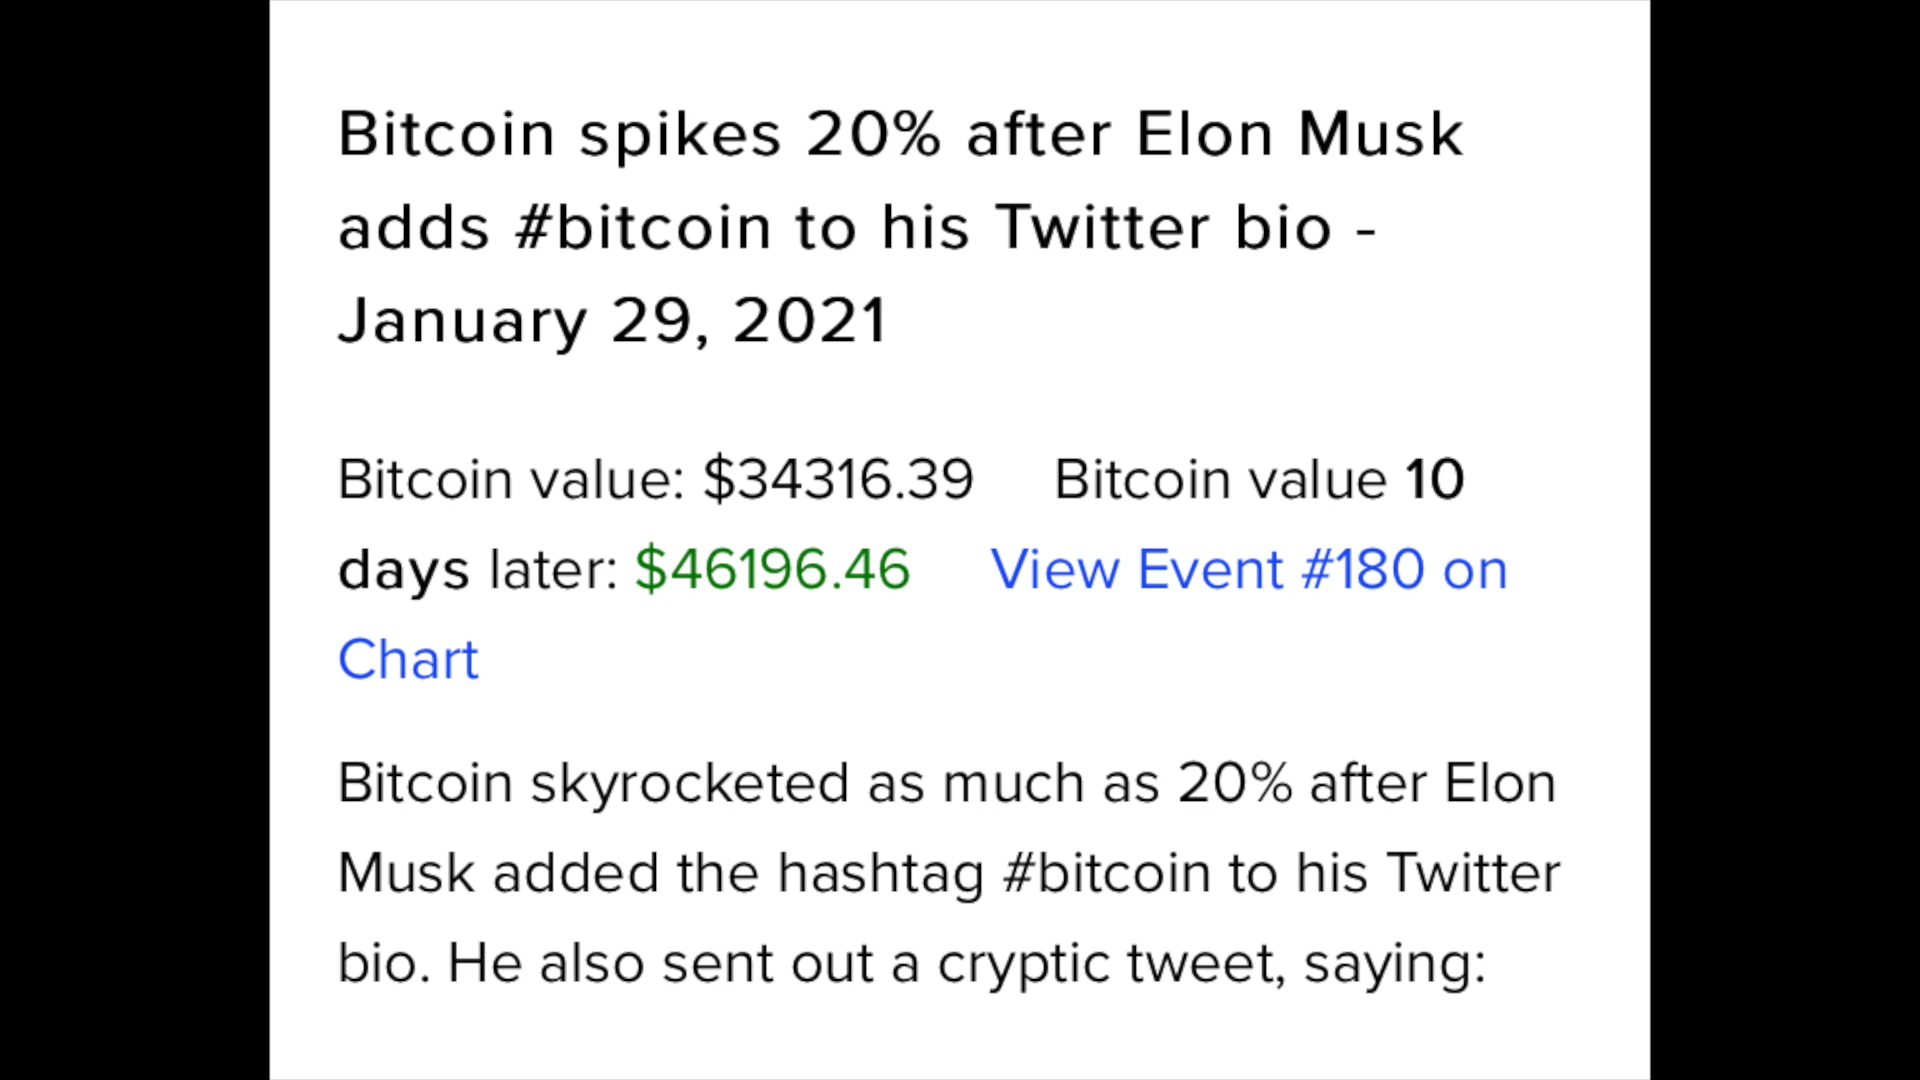 Bitcoin spikes 20% after Elon Musk
adds #bitcoin to his Twitter bio -
January 29, 2021
Bitcoin value: $34316.39 Bitcoin value 10
days later: $46196.46 View Event #180 on
Chart
Bitcoin skyrocketed as much as 20% after Elon
Musk added the hashtag #bitcoin to his Twitter
bio. He also sent out a cryptic tweet, saying: